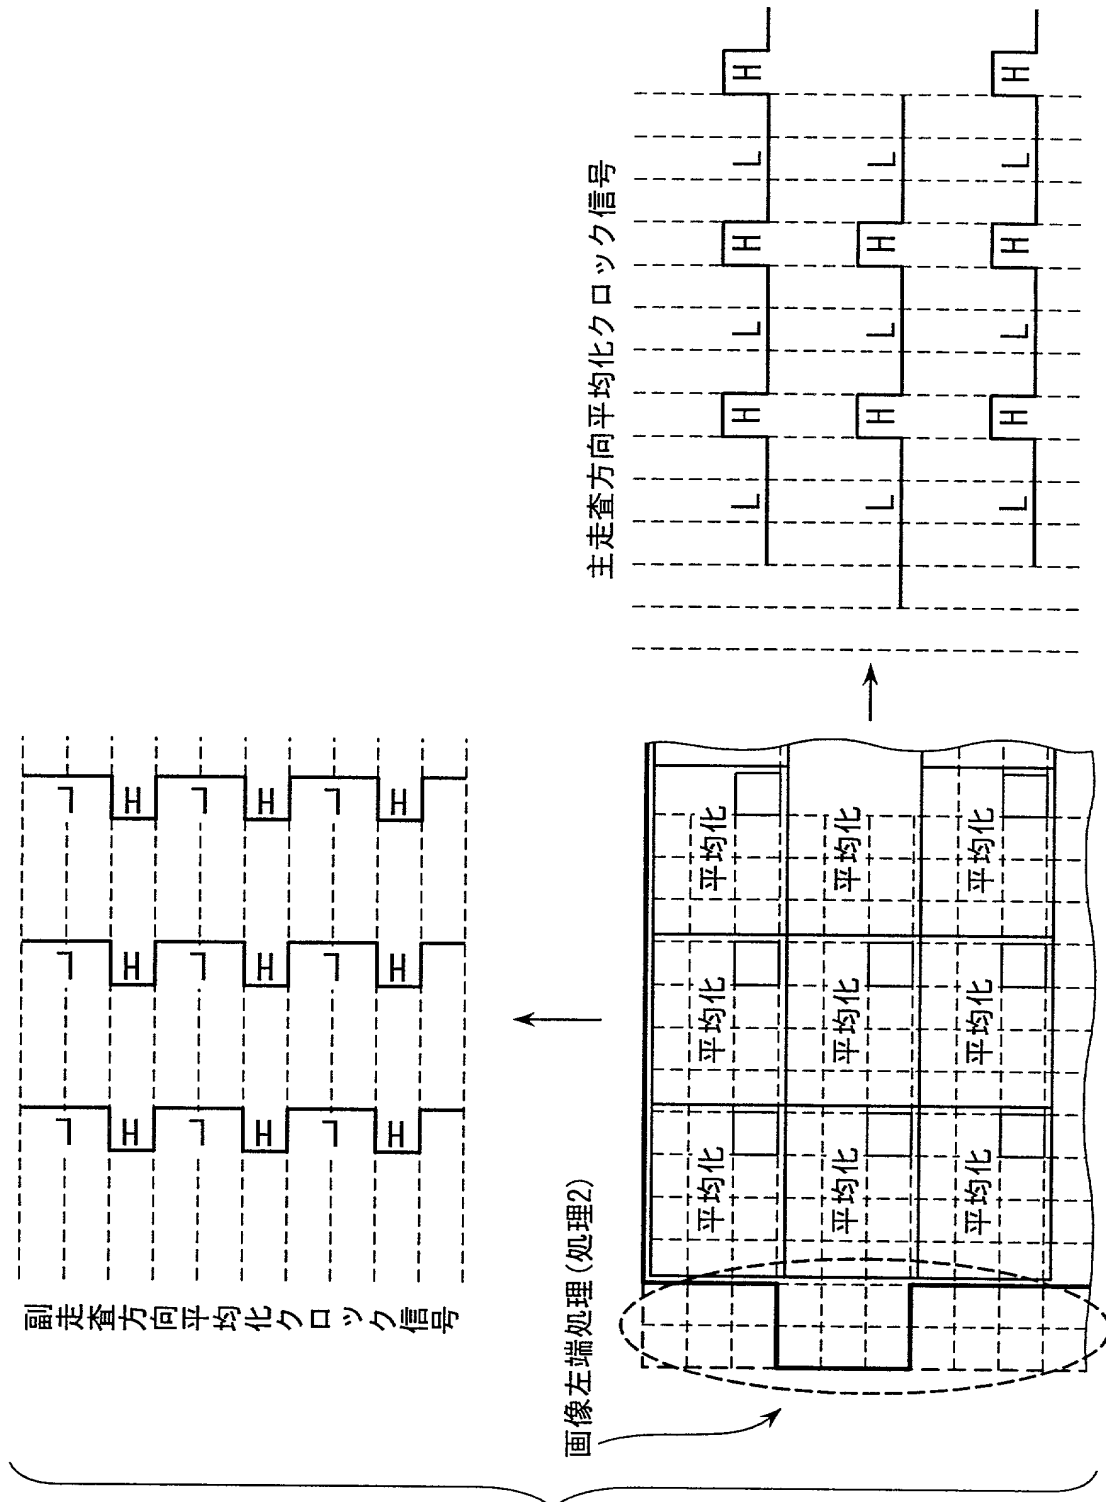 副走査方向平均化クロック信号
L L L
H H H
L L L
H H H
L L L
H H H
画像左端処理(処理2)
平均化 平均化 平均化
平均化 平均化 平均化
平均化 平均化 平均化
主走査方向平均化クロック信号
L H L H L H
L H L H L
L H L H L H